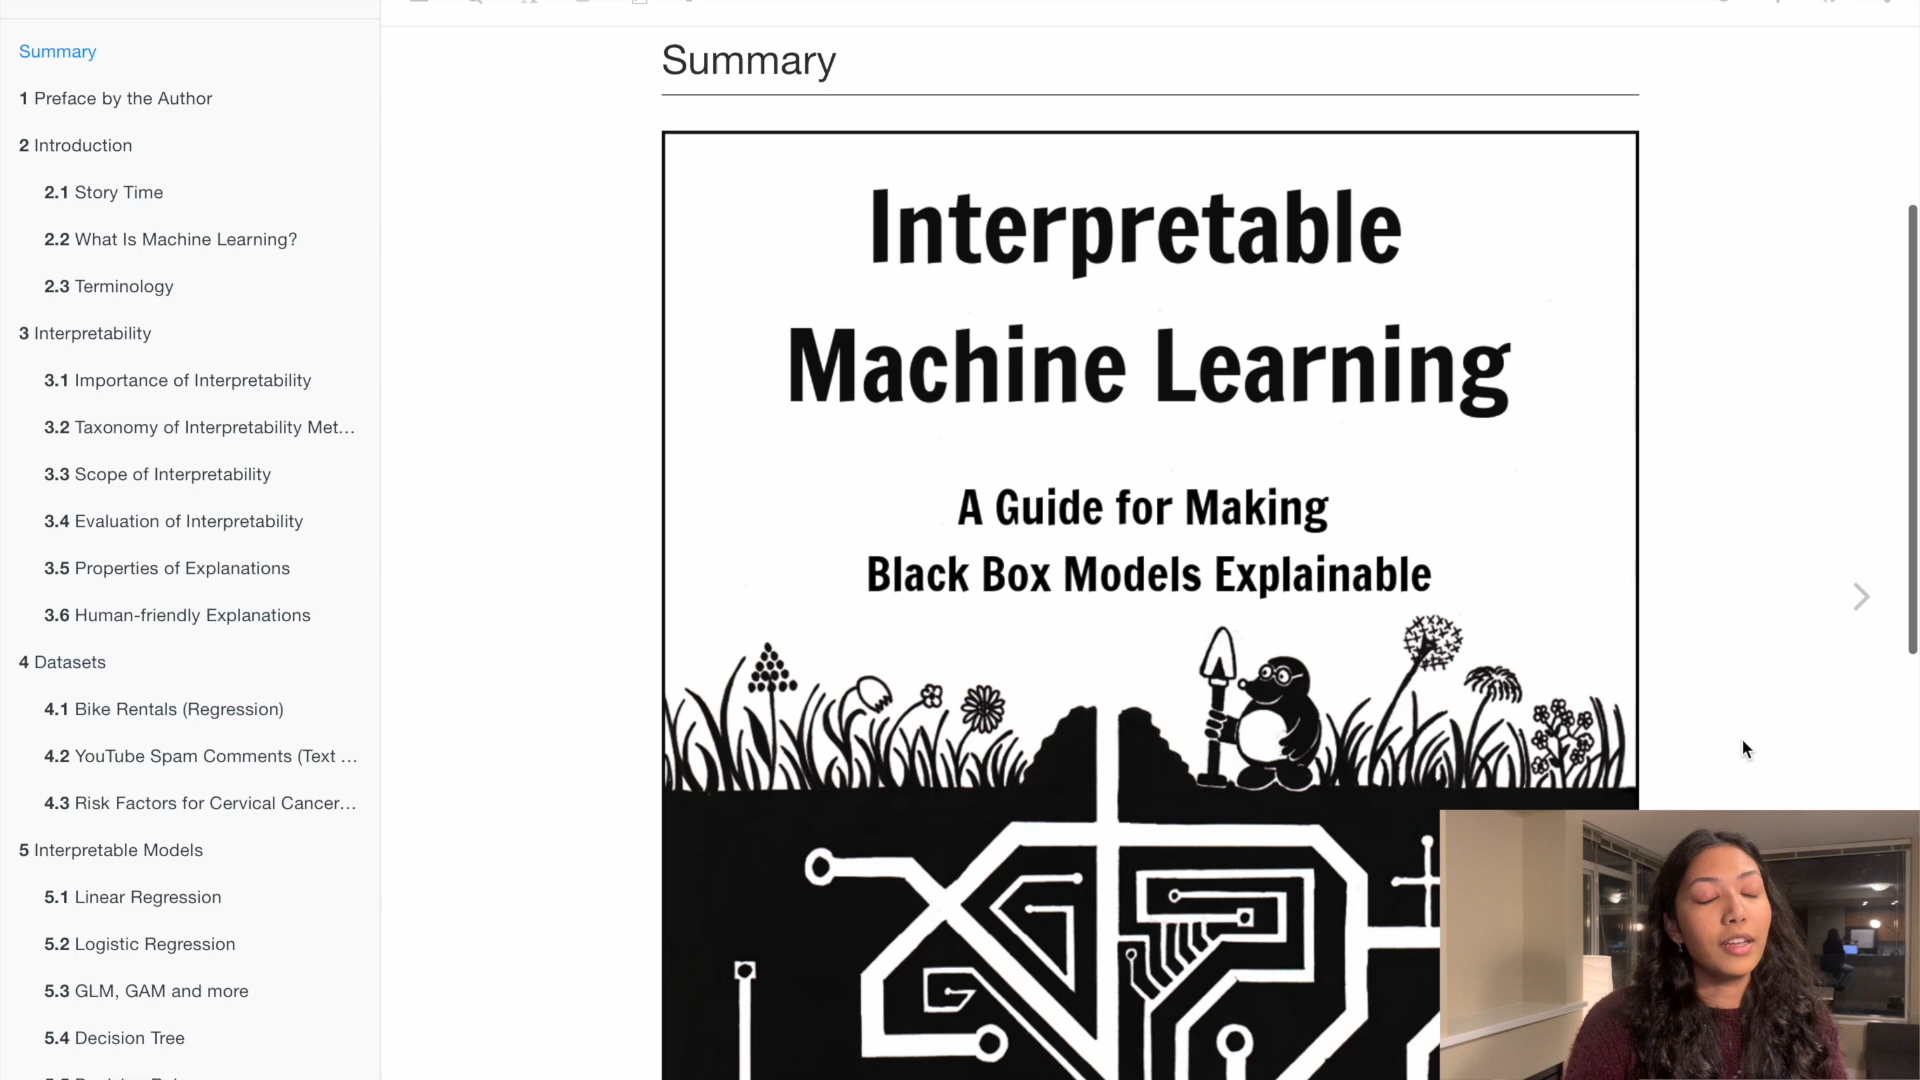 Summary
1 Preface by the Author
2 Introduction
2.1 Story Time
2.2 What Is Machine Learning?
2.3 Terminology
3 Interpretability
3.1 Importance of Interpretability
3.2 Taxonomy of Interpretability Met…
3.3 Scope of Interpretability
3.4 Evaluation of Interpretability
3.5 Properties of Explanations
3.6 Human-friendly Explanations
4 Datasets
4.1 Bike Rentals (Regression)
4.2 YouTube Spam Comments (Text …
4.3 Risk Factors for Cervical Cancer…
5 Interpretable Models
5.1 Linear Regression
5.2 Logistic Regression
5.3 GLM, GAM and more
5.4 Decision Tree
Summary
Interpretable
Machine Learning
A Guide for Making
Black Box Models Explainable